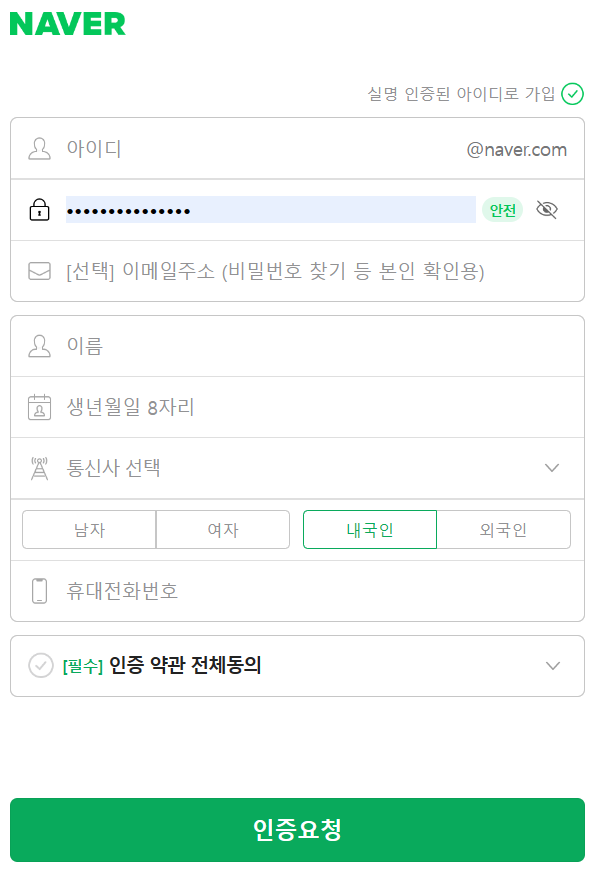 NAVER
실명 인증된 아이디로 가입
아이디 @naver.com
••••••••••••••• 안전
[선택] 이메일주소 (비밀번호 찾기 등 본인 확인용)
이름
생년월일 8자리
통신사 선택
남자 여자 내국인 외국인
휴대전화번호
[필수] 인증 약관 전체동의
인증요청